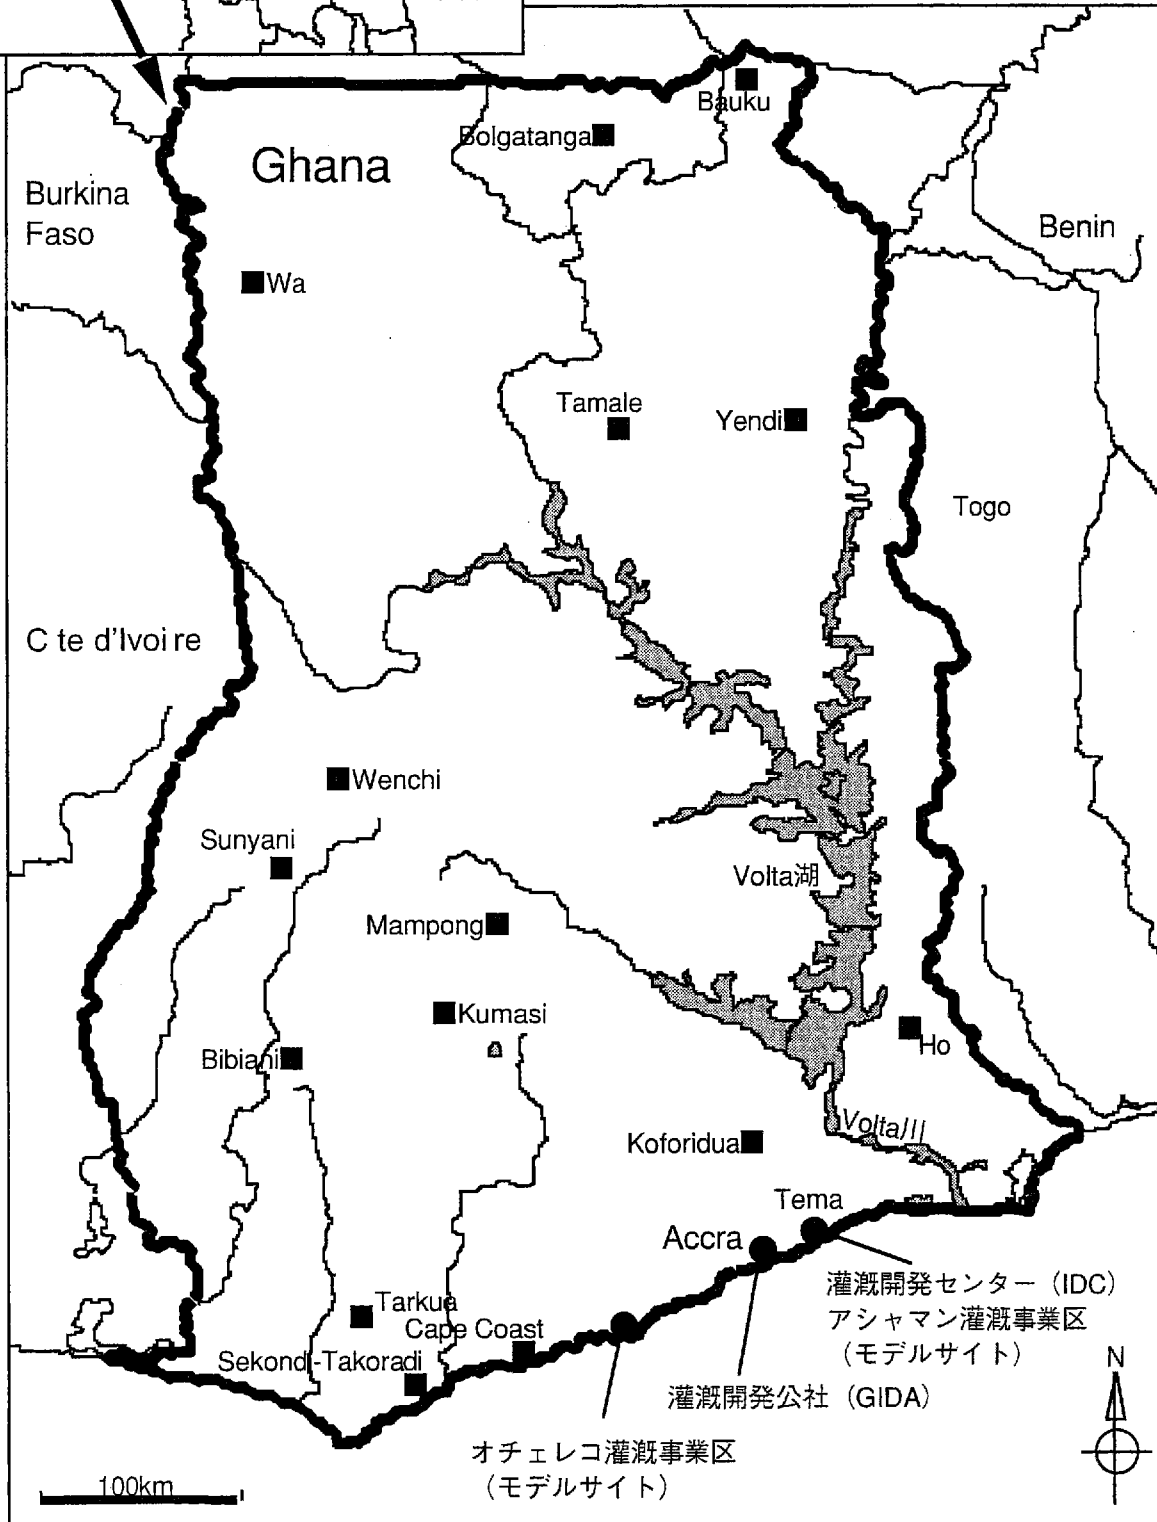 Bauku
Bolgatanga
Ghana
Burkina
Faso
Benin
Wa
Tamale
Yendi
Togo
C te d'Ivoire
Wenchi
Sunyani
Volta湖
Mampong
Kumasi
Ho
Bibiani
Volta川
Koforidua
Tema
Accra
灌漑開発センター（IDC）
アシャマン灌漑事業区
（モデルサイト）
Tarkua
Cape Coast
Sekondi-Takoradi
N
灌漑開発公社（GIDA）
オチェレコ灌漑事業区
（モデルサイト）
100km